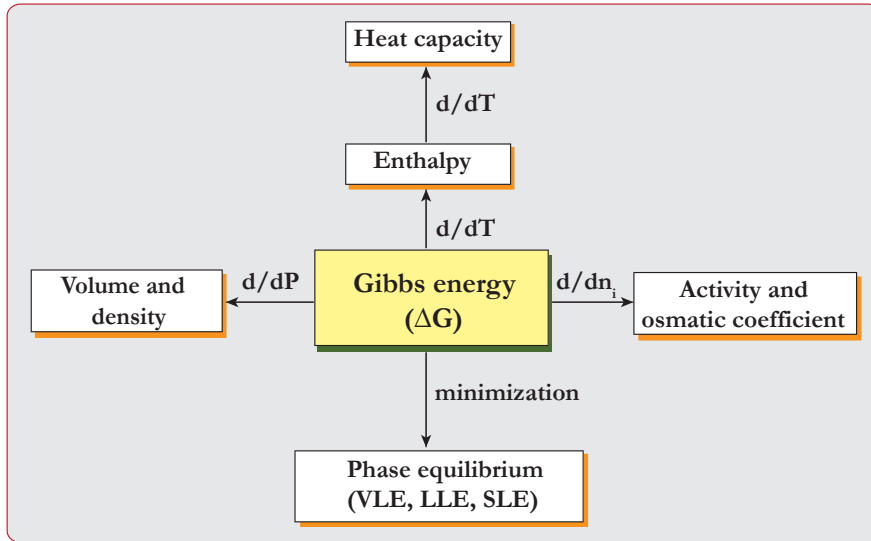 Heat capacity
d/dT
Enthalpy
d/dT
Volume and
density
d/dP
Gibbs energy
(ΔG)
d/dnᵢ
Activity and
osmatic coefficient
minimization
Phase equilibrium
(VLE, LLE, SLE)